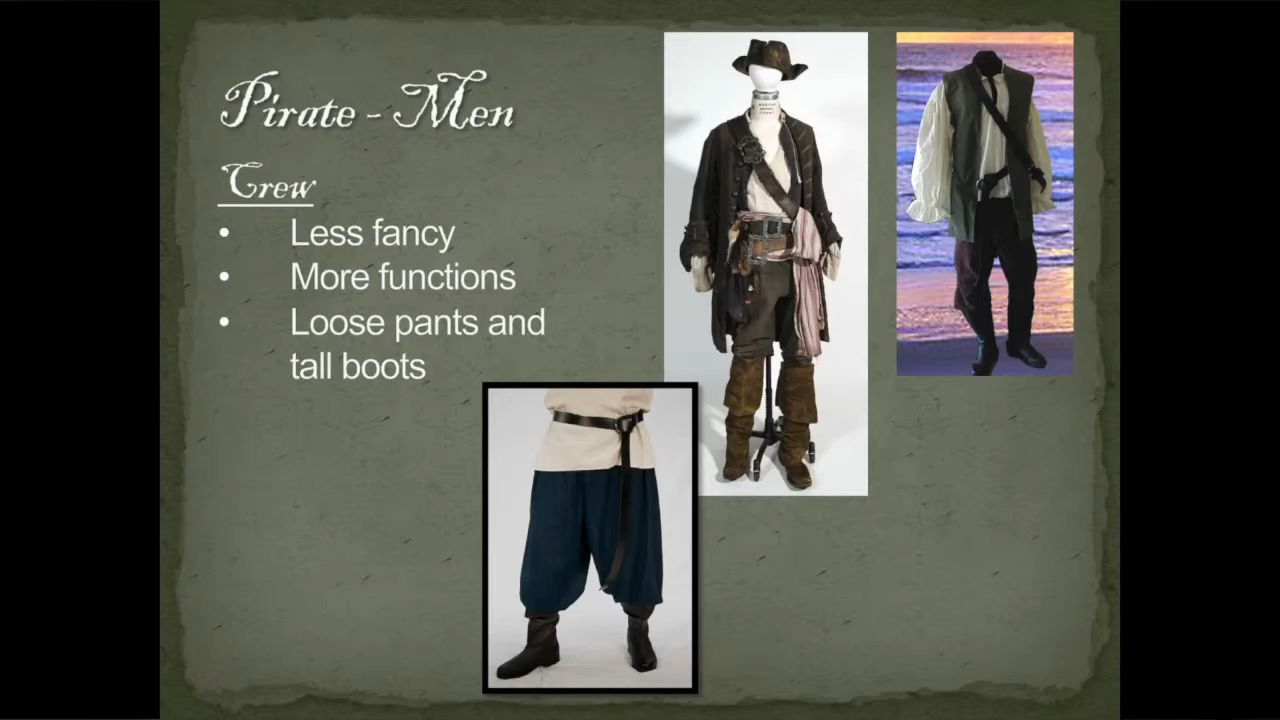 Pirate - Men
Crew
• Less fancy
• More functions
• Loose pants and
tall boots